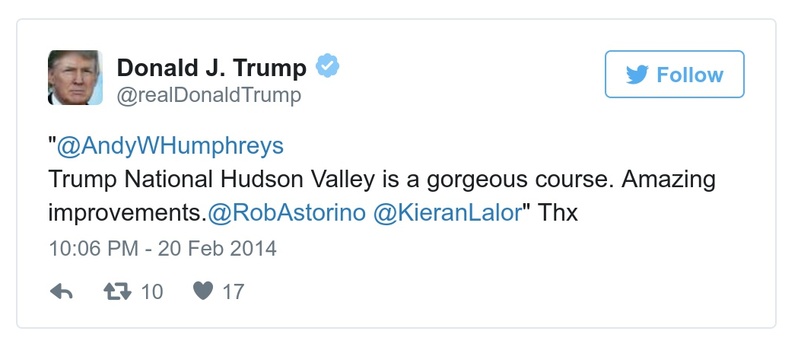 Donald J. Trump
@realDonaldTrump
Follow
"@AndyWHumphreys
Trump National Hudson Valley is a gorgeous course. Amazing
improvements.@RobAstorino @KieranLalor" Thx
10:06 PM - 20 Feb 2014
10 17